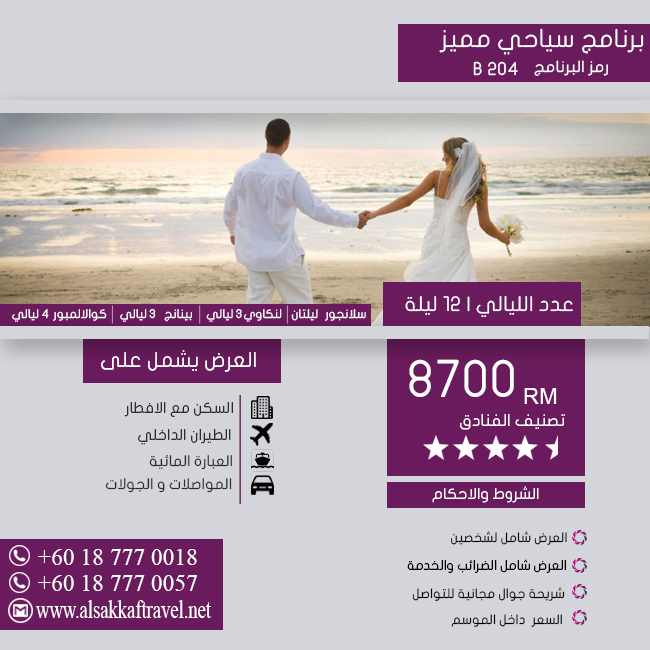 برنامج سياحي مميز
رمز البرنامج B 204
عدد الليالي | 12 ليلة
سلانجور ليلتان | لنكاوي 3 ليالي | بينانج 3 ليالي | كوالالمبور 4 ليالي
8700 RM
تصنيف الفنادق
العرض يشمل على
السكن مع الافطار
الطيران الداخلي
العبارة المائية
المواصلات و الجولات
الشروط والاحكام
العرض شامل لشخصين
العرض شامل الضرائب والخدمة
شريحة جوال مجانية للتواصل
السعر داخل الموسم
+60 18 777 0018
+60 18 777 0057
www.alsakkaftravel.net